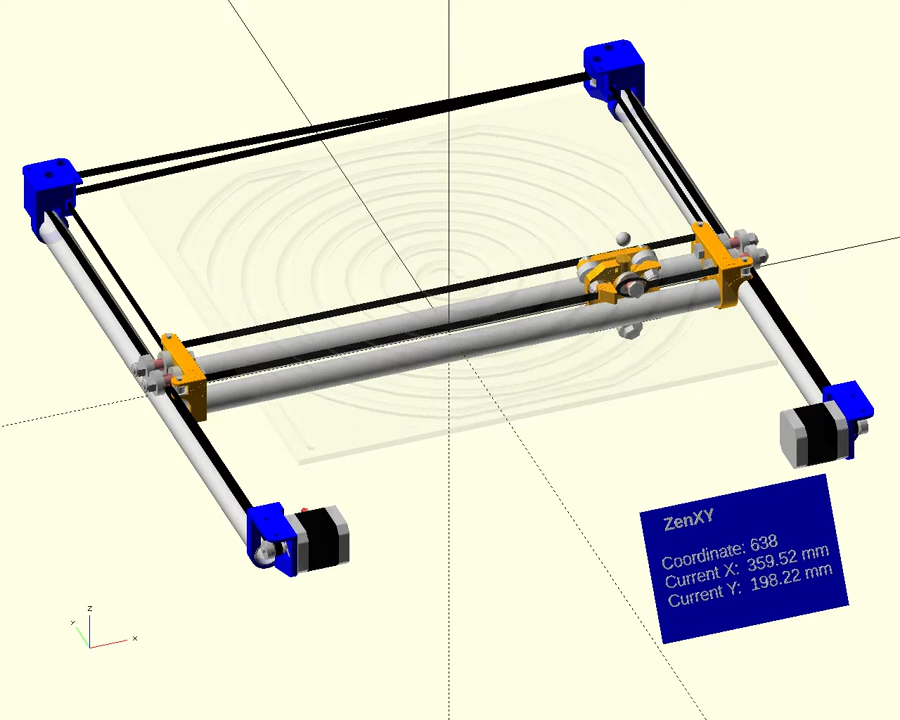 ZenXY
Coordinate: 638
Current X: 359.52 mm
Current Y: 198.22 mm
Z
Y
X